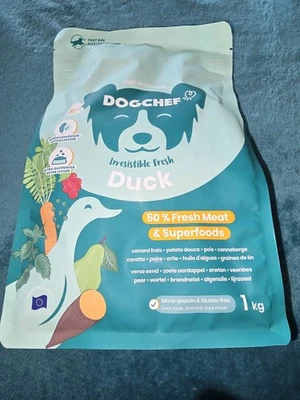 DOGCHEF
Irresistible Fresh
Duck
50 % Fresh Meat
& Superfoods
canard frais • patate douce • pois • canneberge
carotte • poire • ortie • huile d'algues • graines de lin
verse eend • zoete aardappel • erwten • veenbes
peer • wortel • brandnetel • algenolie • lijnzaad
Mono-protein & Gluten-free
1 kg